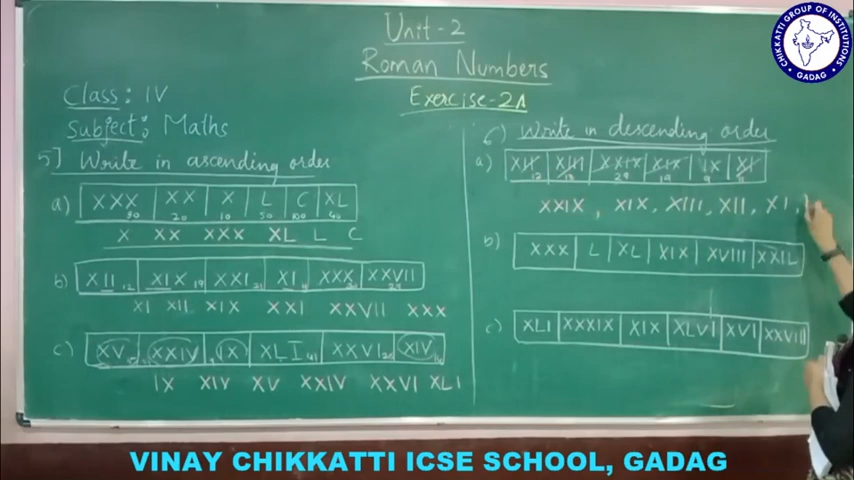 Unit-2
Roman Numbers
Exercise-2A
Class: IV
Subject: Maths
5] Write in ascending order
a) XXX 30 XX 20 X 10 L 50 C 100 XL 40
X XX XXX XL L C
b) XII 12 XIX 19 XXI 21 XI XXX XXVII
XI XII XIX XXI XXVII XXX
c) XV XXIV IX XLI 41 XXVI XIV
IX XIV XV XXIV XXVI XLI
6) Write in descending order
a) XII 12 XIII 13 XXIX 29 XIX 19 IX 9 XI
XXIX, XIX, XIII, XII, XI,
b) XXX L XL XIX XVIII
c) XLI XXXIX XIX XLVI XVI XXVIII
CHIKKATTI GROUP OF INSTITUTIONS
GADAG
VINAY CHIKKATTI ICSE SCHOOL, GADAG